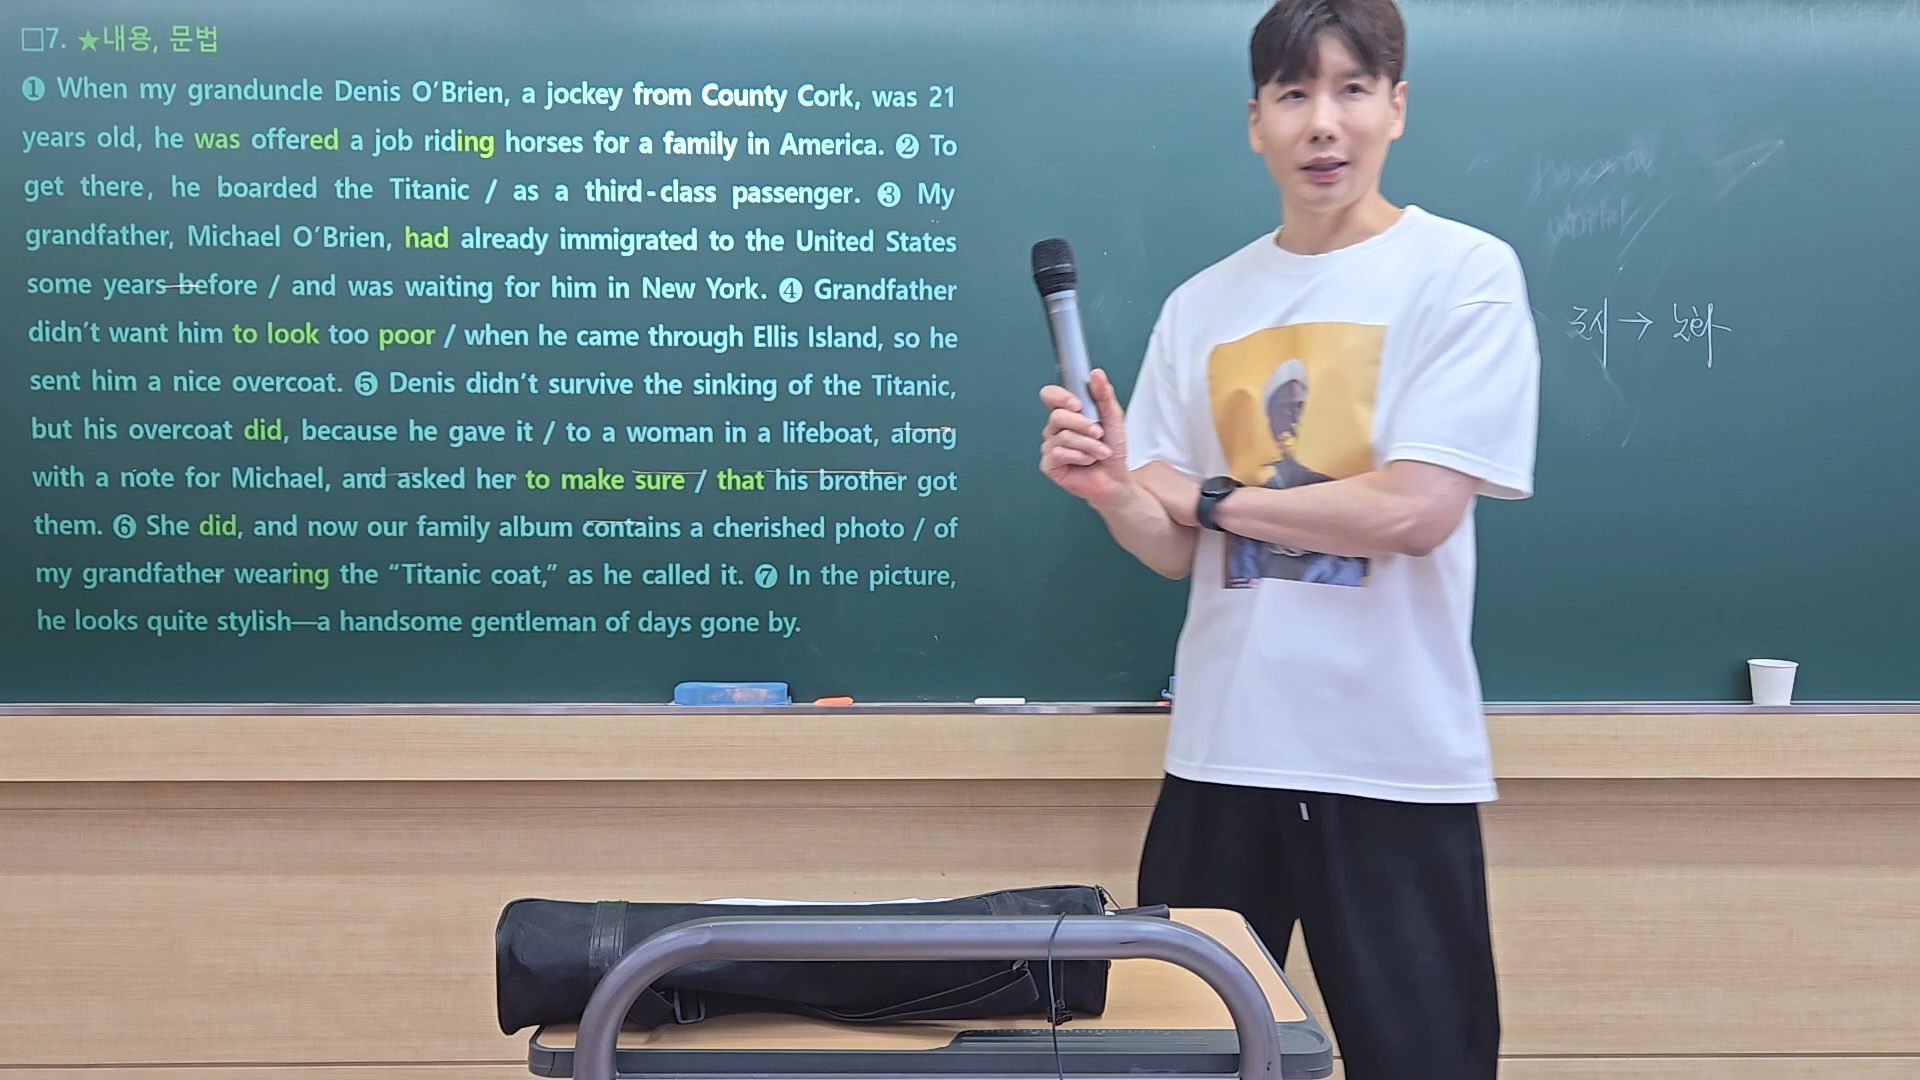 □7. ★내용, 문법
❶ When my granduncle Denis O’Brien, a jockey from County Cork, was 21
years old, he was offered a job riding horses for a family in America. ❷ To
get there, he boarded the Titanic / as a third-class passenger. ❸ My
grandfather, Michael O’Brien, had already immigrated to the United States
some years before / and was waiting for him in New York. ❹ Grandfather
didn’t want him to look too poor / when he came through Ellis Island, so he
sent him a nice overcoat. ❺ Denis didn’t survive the sinking of the Titanic,
but his overcoat did, because he gave it / to a woman in a lifeboat, along
with a note for Michael, and asked her to make sure / that his brother got
them. ❻ She did, and now our family album contains a cherished photo / of
my grandfather wearing the “Titanic coat,” as he called it. ❼ In the picture,
he looks quite stylish—a handsome gentleman of days gone by.
→